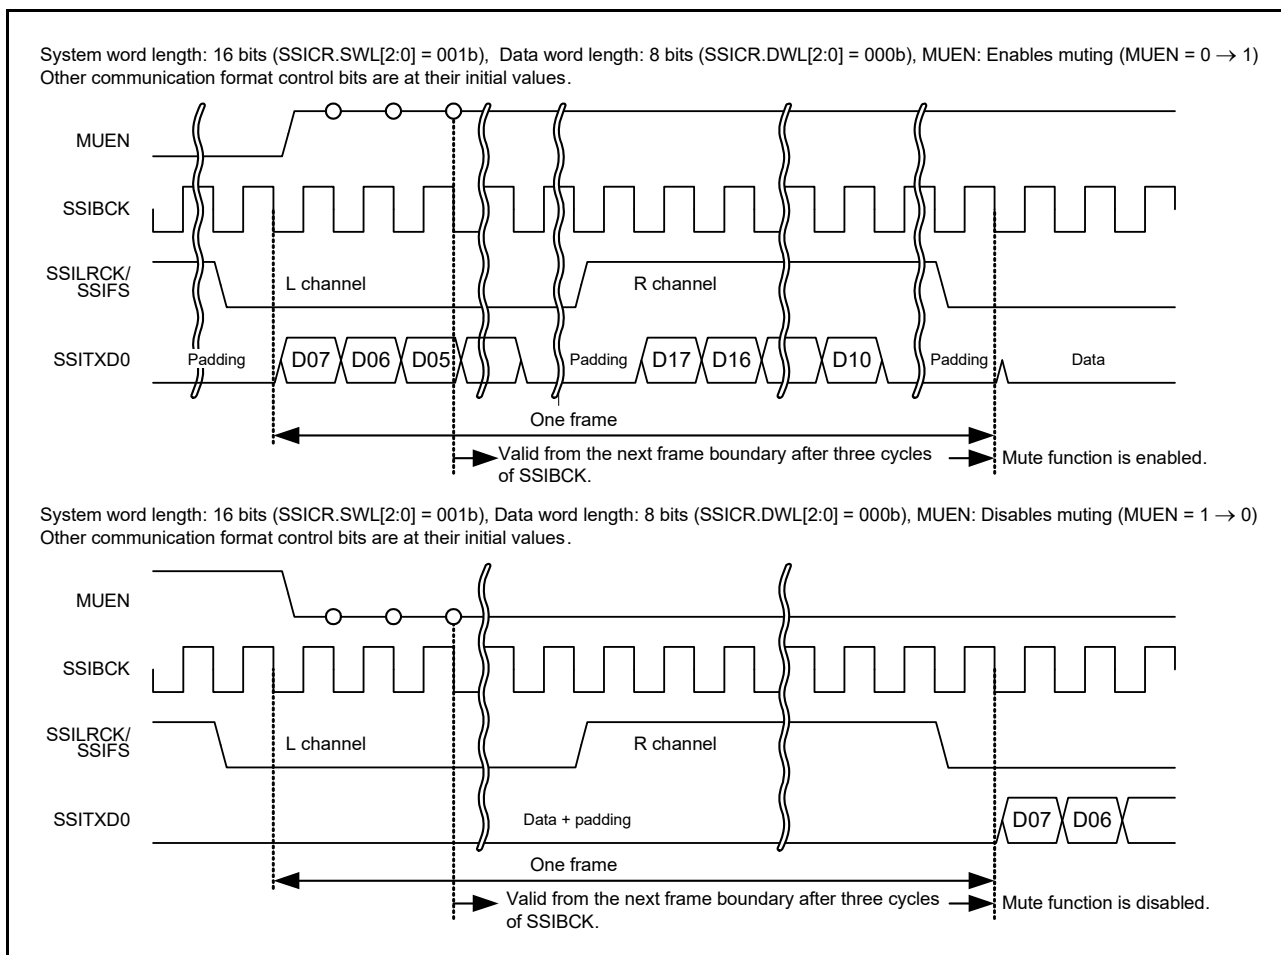 System word length: 16 bits (SSICR.SWL[2:0] = 001b), Data word length: 8 bits (SSICR.DWL[2:0] = 000b), MUEN: Enables muting (MUEN = 0 → 1)
Other communication format control bits are at their initial values.
MUEN
SSIBCK
SSILRCK/
SSIFS
L channel
R channel
SSITXD0
Padding
D07
D06
D05
Padding
D17
D16
D10
Padding
Data
One frame
Valid from the next frame boundary after three cycles
of SSIBCK.
Mute function is enabled.
System word length: 16 bits (SSICR.SWL[2:0] = 001b), Data word length: 8 bits (SSICR.DWL[2:0] = 000b), MUEN: Disables muting (MUEN = 1 → 0)
Other communication format control bits are at their initial values.
MUEN
SSIBCK
SSILRCK/
SSIFS
L channel
R channel
SSITXD0
Data + padding
D07
D06
One frame
Valid from the next frame boundary after three cycles
of SSIBCK.
Mute function is disabled.